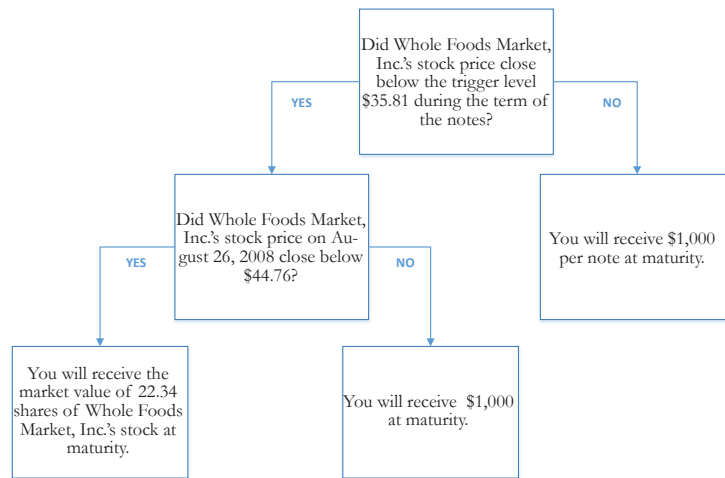 Did Whole Foods Market,
Inc.'s stock price close
below the trigger level
$35.81 during the term of
the notes?
YES
NO
Did Whole Foods Market,
Inc.'s stock price on Au-
gust 26, 2008 close below
$44.76?
You will receive $1,000
per note at maturity.
YES
NO
You will receive the
market value of 22.34
shares of Whole Foods
Market, Inc.'s stock at
maturity.
You will receive $1,000
at maturity.